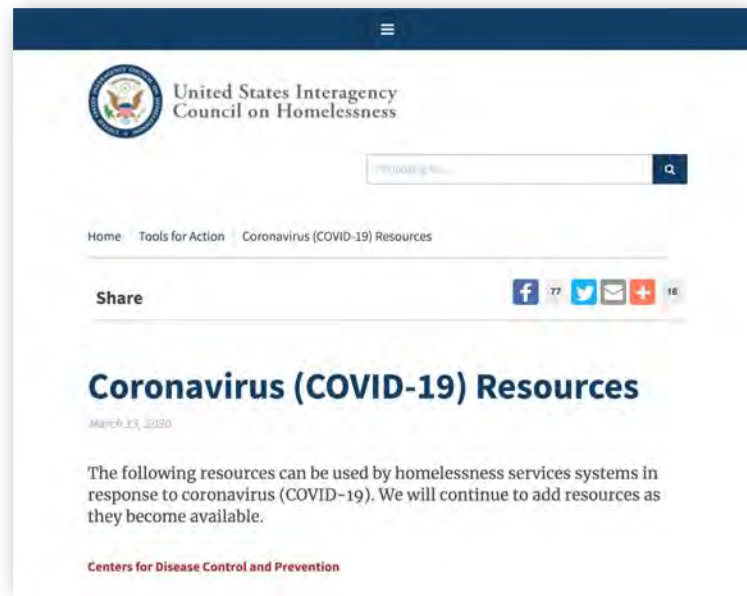 United States Interagency
Council on Homelessness
Home Tools for Action Coronavirus (COVID-19) Resources
Share
77
18
Coronavirus (COVID-19) Resources
March 13, 2020
The following resources can be used by homelessness services systems in
response to coronavirus (COVID-19). We will continue to add resources as
they become available.
Centers for Disease Control and Prevention